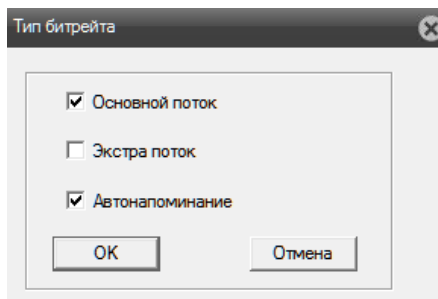 Тип битрейта
Основной поток
Экстра поток
Автонапоминание
OK
Отмена